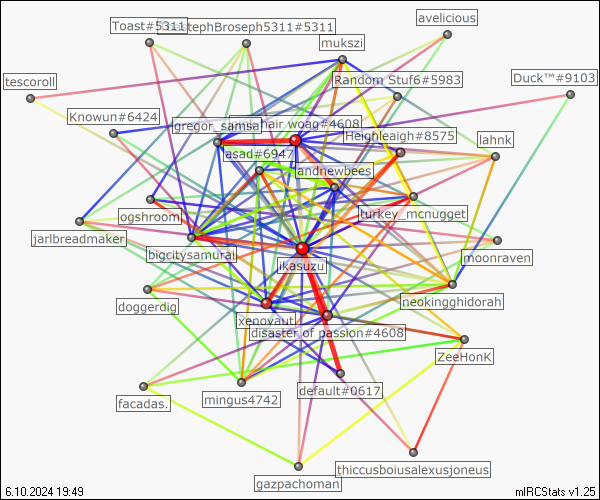 avelicious
Toast#5311
stephBroseph5311#5311
mukszi
tescoroll
Random Stuf6#5983
Duck™#9103
Knowun#6424
gregor_samsa
hair woag#4608
Heighleaigh#8575
lahnk
asad#6947
landnewbees
ogshroom
turkey_mcnugget
jarlbreadmaker
bigcitysamurai
ikasuzu
moonraven
doggerdig
neokingghidorah
xenovaut
disaster of passion#4608
ZeeHonK
default#0617
facadas.
mingus4742
thiccusboiusalexusjoneus
gazpachoman
6.10.2024 19:49
mIRCStats v1.25